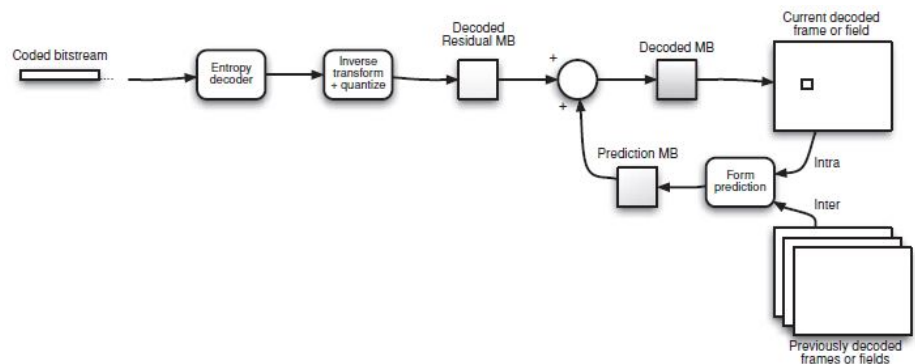 Coded bitstream
....
Entropy
decoder
Inverse
transform
+ quantize
Decoded
Residual MB
+
+
Decoded MB
Current decoded
frame or field
Prediction MB
Form
prediction
Intra
Inter
Previously decoded
frames or fields